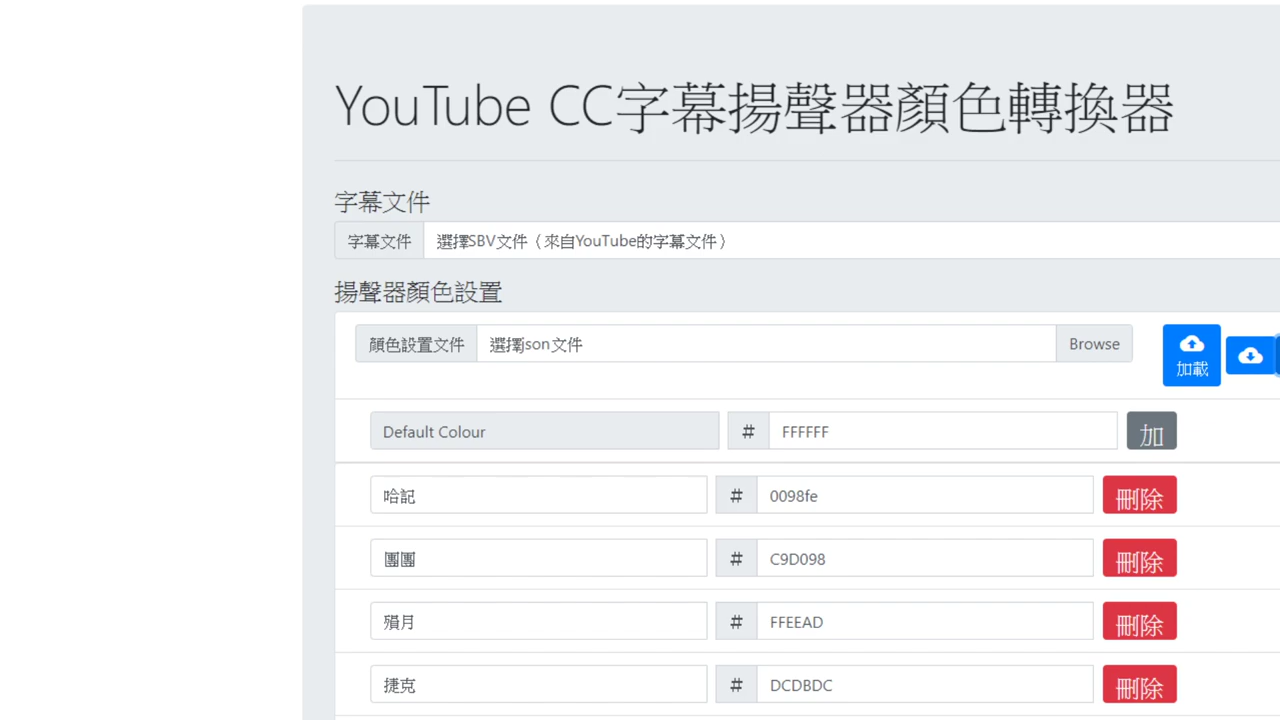 YouTube CC字幕揚聲器顏色轉換器
字幕文件
字幕文件 選擇SBV文件（來自YouTube的字幕文件）
揚聲器顏色設置
顏色設置文件 選擇json文件 Browse 加載
Default Colour # FFFFFF 加
哈記 # 0098fe 刪除
團團 # C9D098 刪除
殞月 # FFEEAD 刪除
捷克 # DCDBDC 刪除